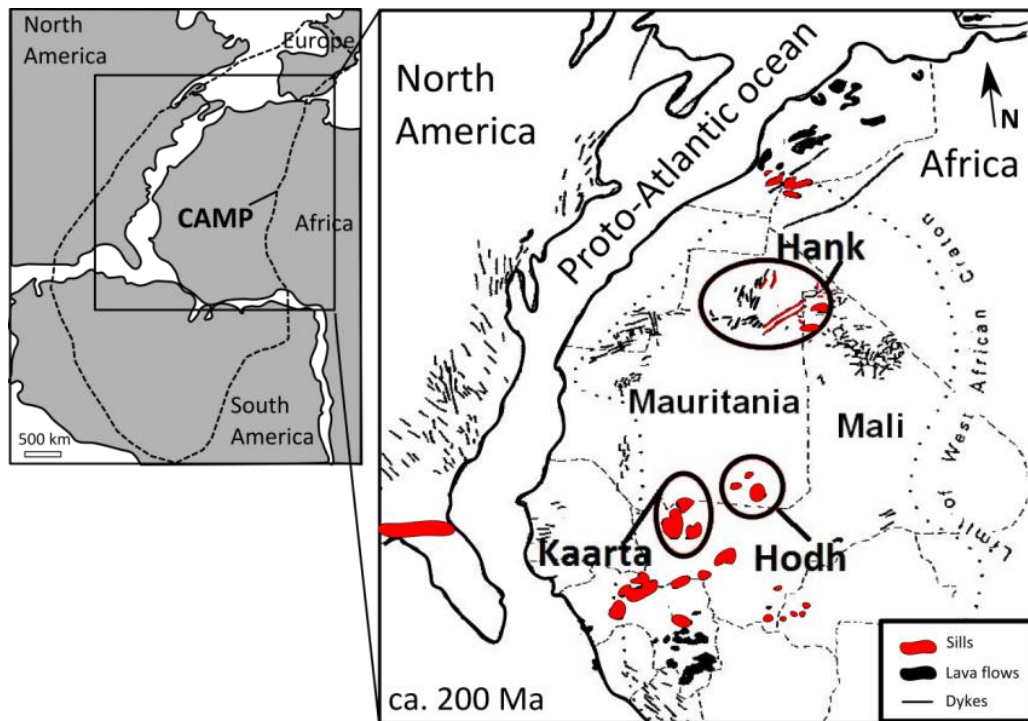 North
America
Europe
CAMP
Africa
South
America
500 km
North
America
Proto-Atlantic ocean
N
Africa
Hank
Mauritania
Mali
Limit of West African Craton
Kaarta
Hodh
Sills
Lava flows
Dykes
ca. 200 Ma